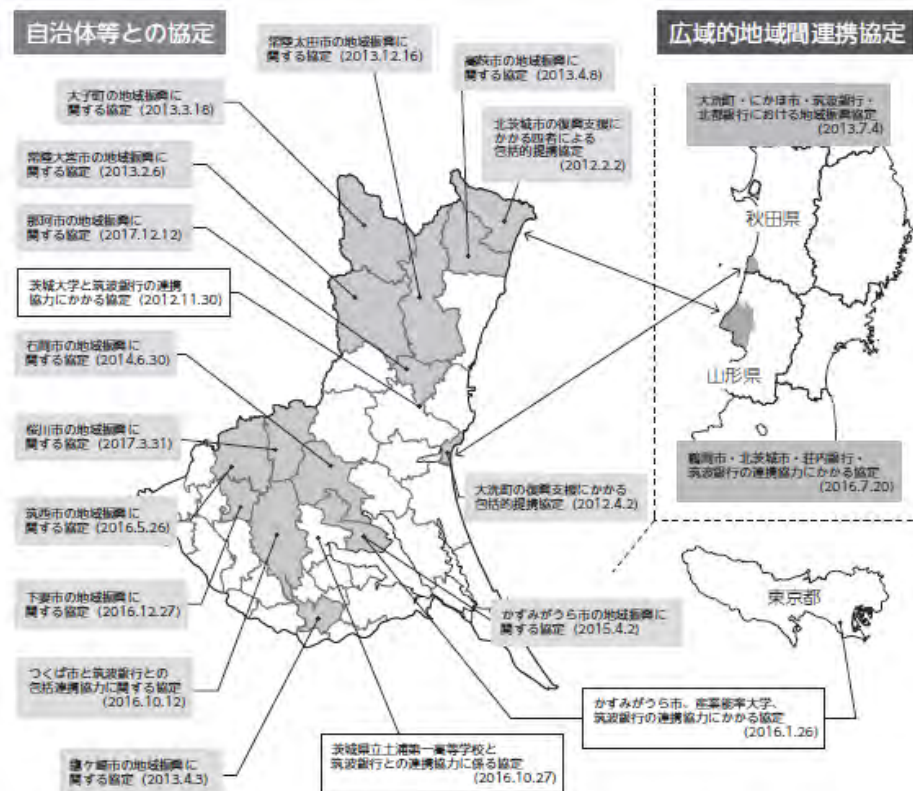 自治体等との協定
常陸太田市の地域振興に
関する協定 (2013.12.16)
高萩市の地域振興に
関する協定 (2013.4.8)
大子町の地域振興に
関する協定 (2013.3.18)
北茨城市の復興支援に
かかる四者による
包括的提携協定
(2012.2.2)
常陸大宮市の地域振興に
関する協定 (2013.2.6)
那珂市の地域振興に
関する協定 (2017.12.12)
茨城大学と筑波銀行の連携
協力にかかる協定 (2012.11.30)
石岡市の地域振興に
関する協定 (2014.6.30)
桜川市の地域振興に
関する協定 (2017.3.31)
筑西市の地域振興に
関する協定 (2016.5.26)
下妻市の地域振興に
関する協定 (2016.12.27)
つくば市と筑波銀行との
包括連携協力に関する協定
(2016.10.12)
龍ケ崎市の地域振興に
関する協定 (2013.4.3)
茨城県立土浦第一高等学校と
筑波銀行との連携協力に係る協定
(2016.10.27)
大洗町の復興支援にかかる
包括的提携協定 (2012.4.2)
かすみがうら市の地域振興に
関する協定 (2015.4.2)
かすみがうら市、産業能率大学、
筑波銀行の連携協力にかかる協定
(2016.1.26)
広域的地域間連携協定
大洗町・にかほ市・筑波銀行・
北都銀行における地域振興協定
(2013.7.4)
秋田県
山形県
鶴岡市・北茨城市・荘内銀行・
筑波銀行の連携協力にかかる協定
(2016.7.20)
東京都